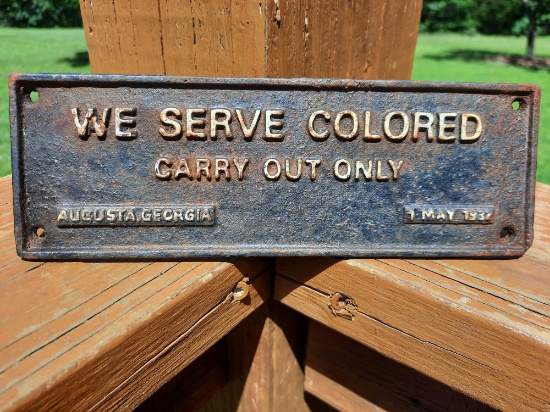 WE SERVE COLORED
CARRY OUT ONLY
AUGUSTA, GEORGIA
1 MAY